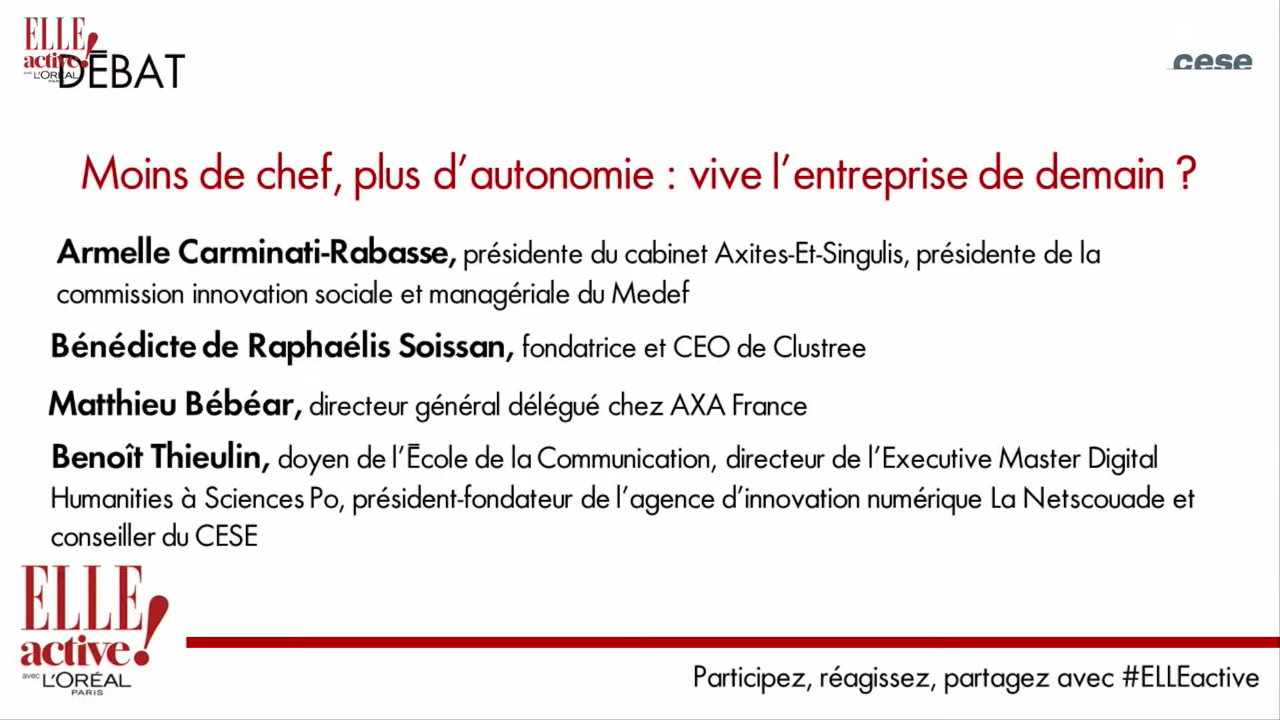 ELLE
active!
avec L'ORÉAL
PARIS
DĒBAT
cese
Moins de chef, plus d'autonomie : vive l'entreprise de demain ?
Armelle Carminati-Rabasse, présidente du cabinet Axites-Et-Singulis, présidente de la
commission innovation sociale et managériale du Medef
Bénédicte de Raphaélis Soissan, fondatrice et CEO de Clustree
Matthieu Bébéar, directeur général délégué chez AXA France
Benoît Thieulin, doyen de l'Ēcole de la Communication, directeur de l'Executive Master Digital
Humanities à Sciences Po, président-fondateur de l'agence d'innovation numérique La Netscouade et
conseiller du CESE
ELLE
active!
avec L'ORÉAL
PARIS
Participez, réagissez, partagez avec #ELLEactive